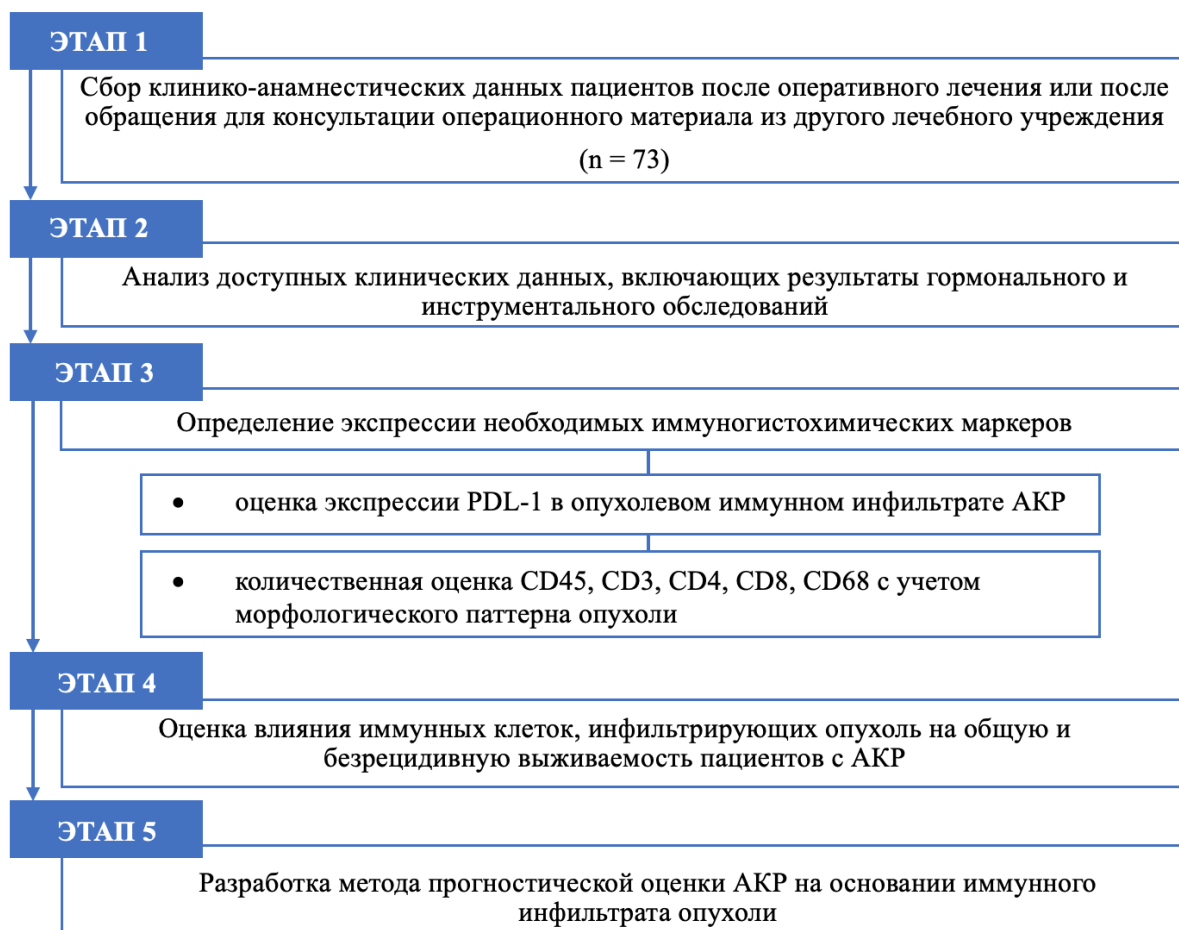 ЭТАП 1
Сбор клинико-анамнестических данных пациентов после оперативного лечения или после
обращения для консультации операционного материала из другого лечебного учреждения
(n = 73)
ЭТАП 2
Анализ доступных клинических данных, включающих результаты гормонального и
инструментального обследований
ЭТАП 3
Определение экспрессии необходимых иммуногистохимических маркеров
• оценка экспрессии PDL-1 в опухолевом иммунном инфильтрате АКР
• количественная оценка CD45, CD3, CD4, CD8, CD68 с учетом
морфологического паттерна опухоли
ЭТАП 4
Оценка влияния иммунных клеток, инфильтрирующих опухоль на общую и
безрецидивную выживаемость пациентов с АКР
ЭТАП 5
Разработка метода прогностической оценки АКР на основании иммунного
инфильтрата опухоли